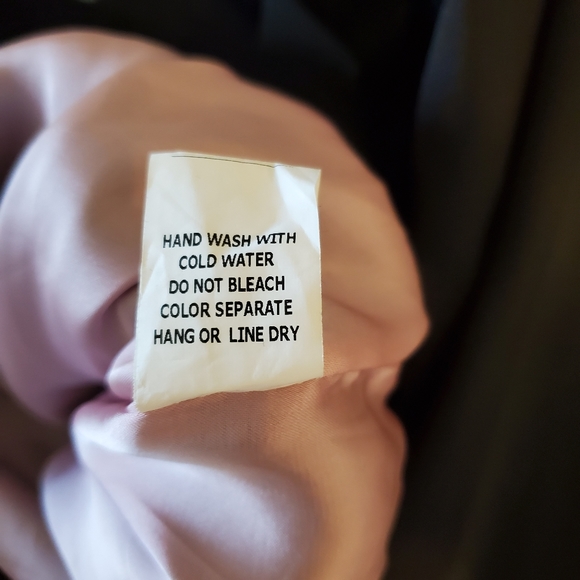 HAND WASH WITH
COLD WATER
DO NOT BLEACH
COLOR SEPARATE
HANG OR LINE DRY